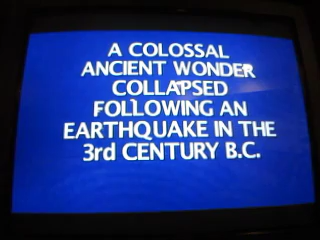 A COLOSSAL
ANCIENT WONDER
COLLAPSED
FOLLOWING AN
EARTHQUAKE IN THE
3rd CENTURY B.C.